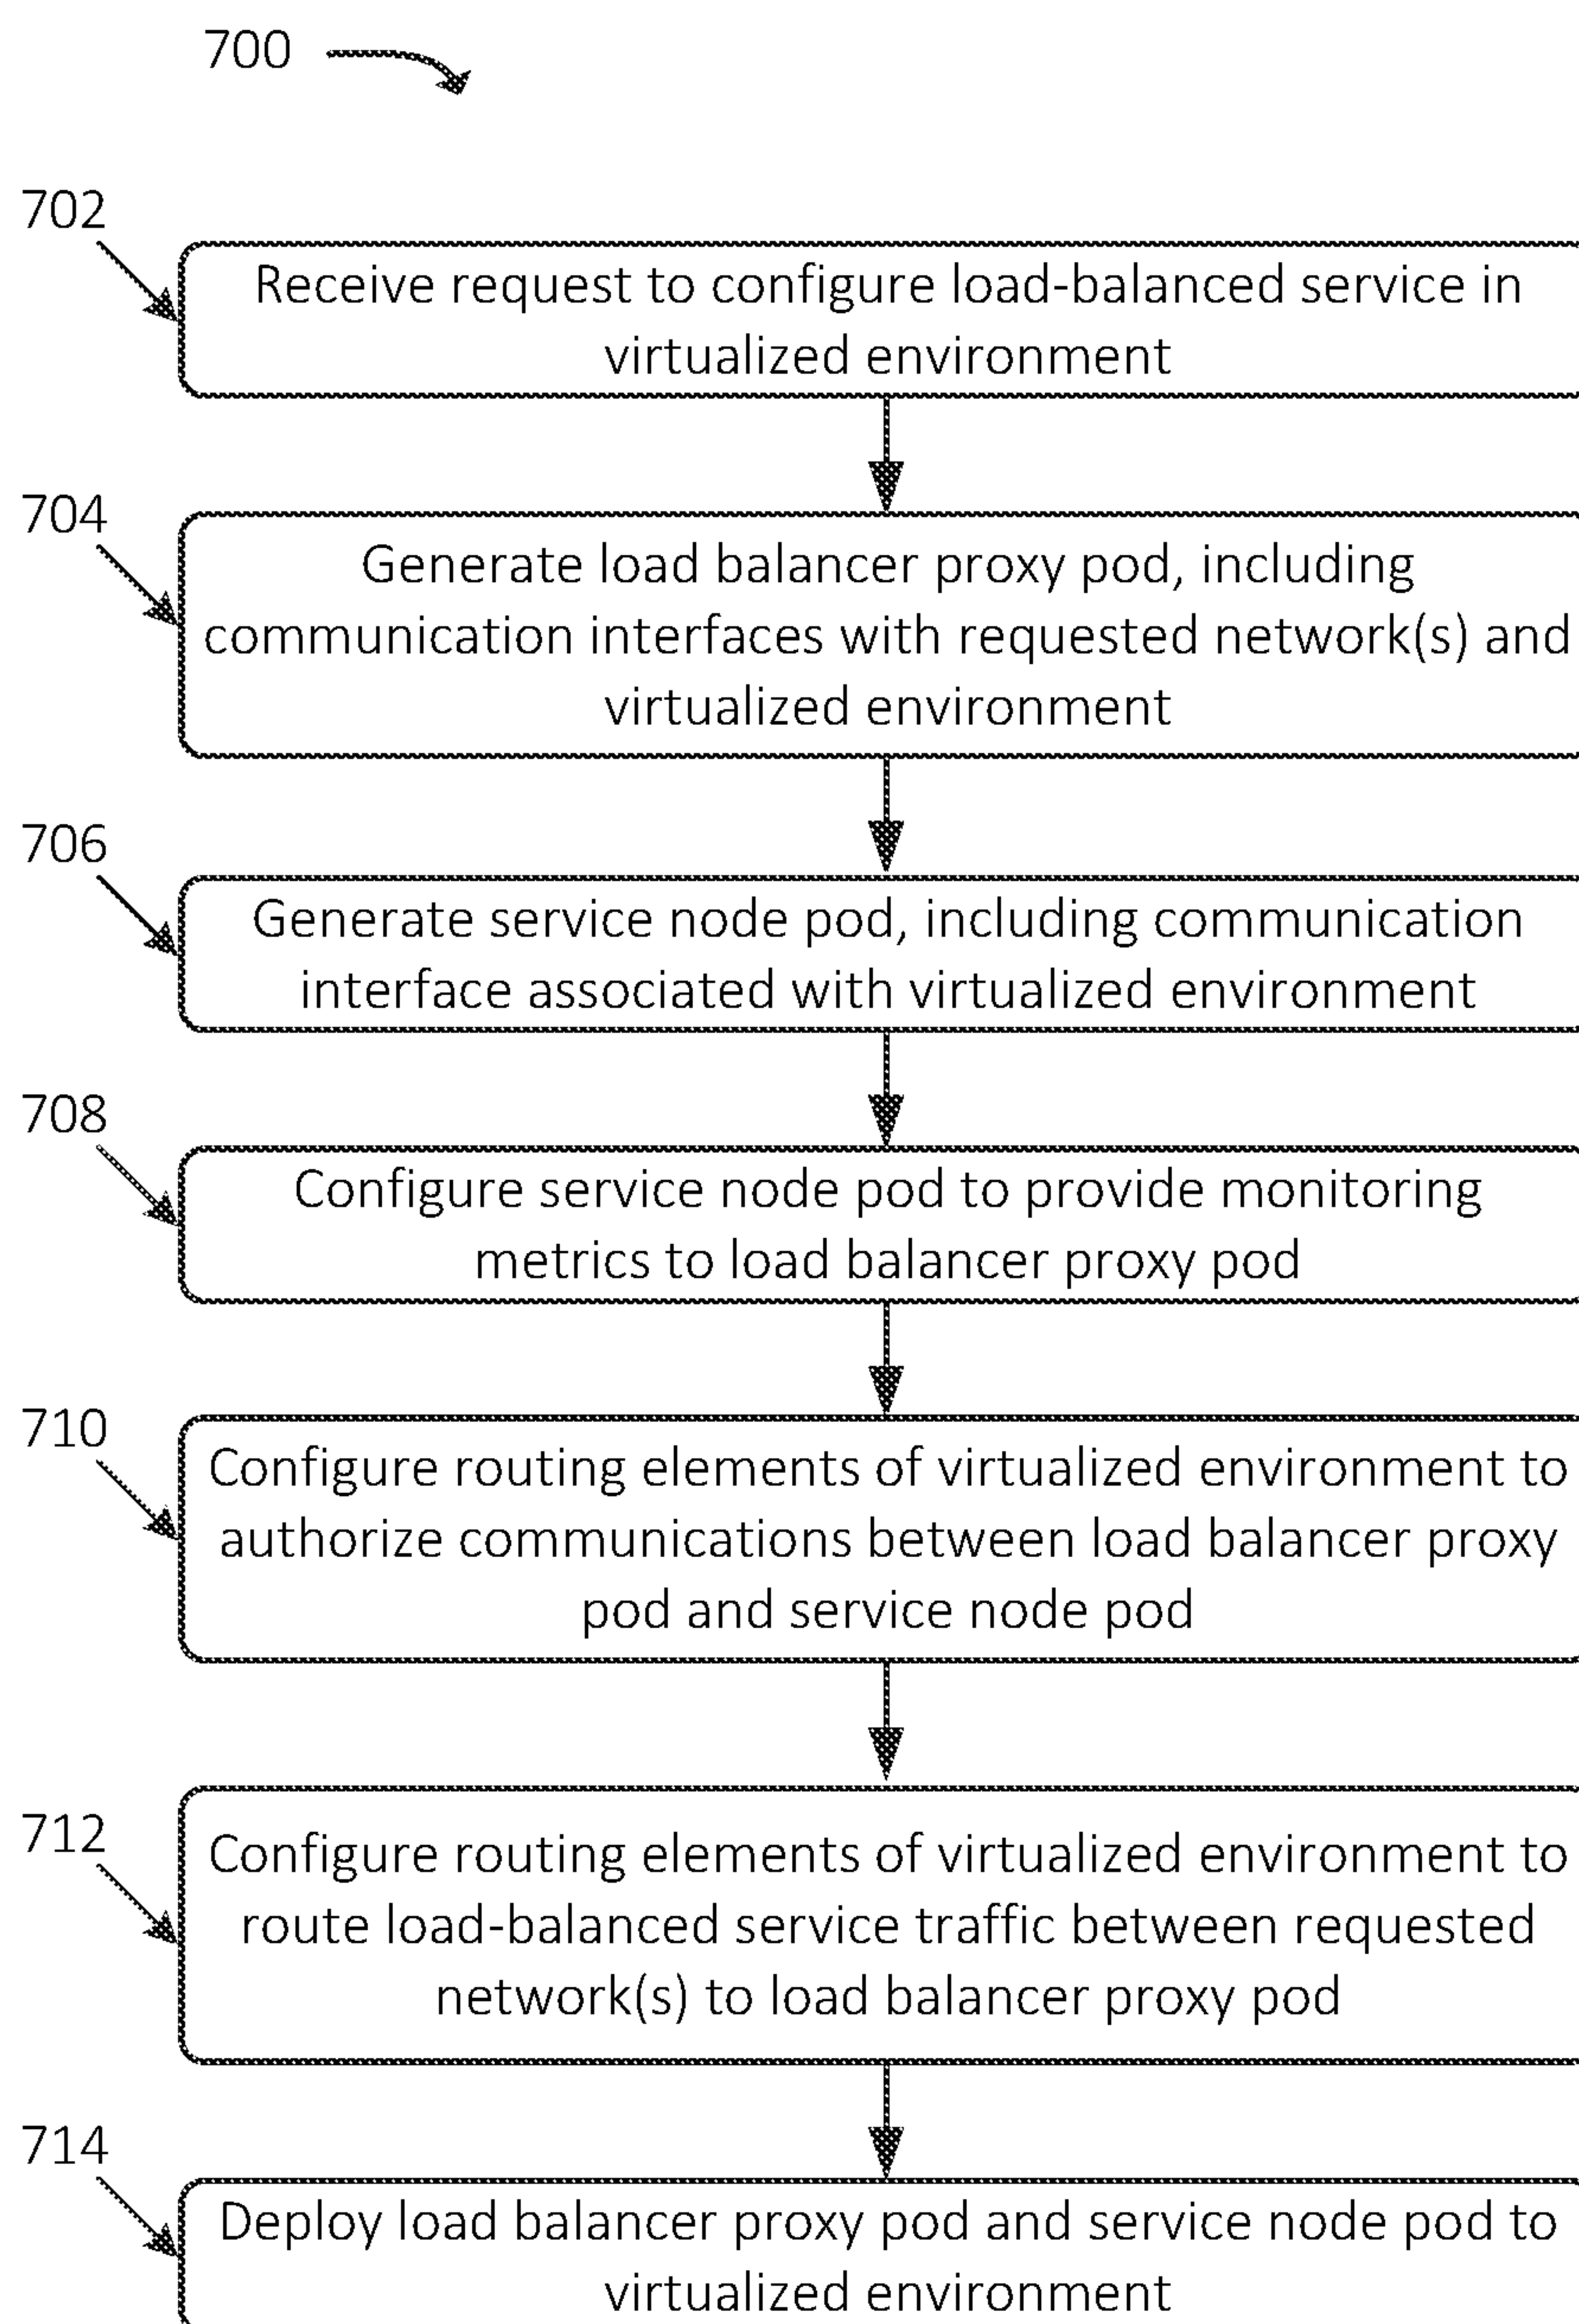 700
702
Receive request to configure load-balanced service in
virtualized environment
704
Generate load balancer proxy pod, including
communication interfaces with requested network(s) and
virtualized environment
706
Generate service node pod, including communication
interface associated with virtualized environment
708
Configure service node pod to provide monitoring
metrics to load balancer proxy pod
710
Configure routing elements of virtualized environment to
authorize communications between load balancer proxy
pod and service node pod
712
Configure routing elements of virtualized environment to
route load-balanced service traffic between requested
network(s) to load balancer proxy pod
714
Deploy load balancer proxy pod and service node pod to
virtualized environment